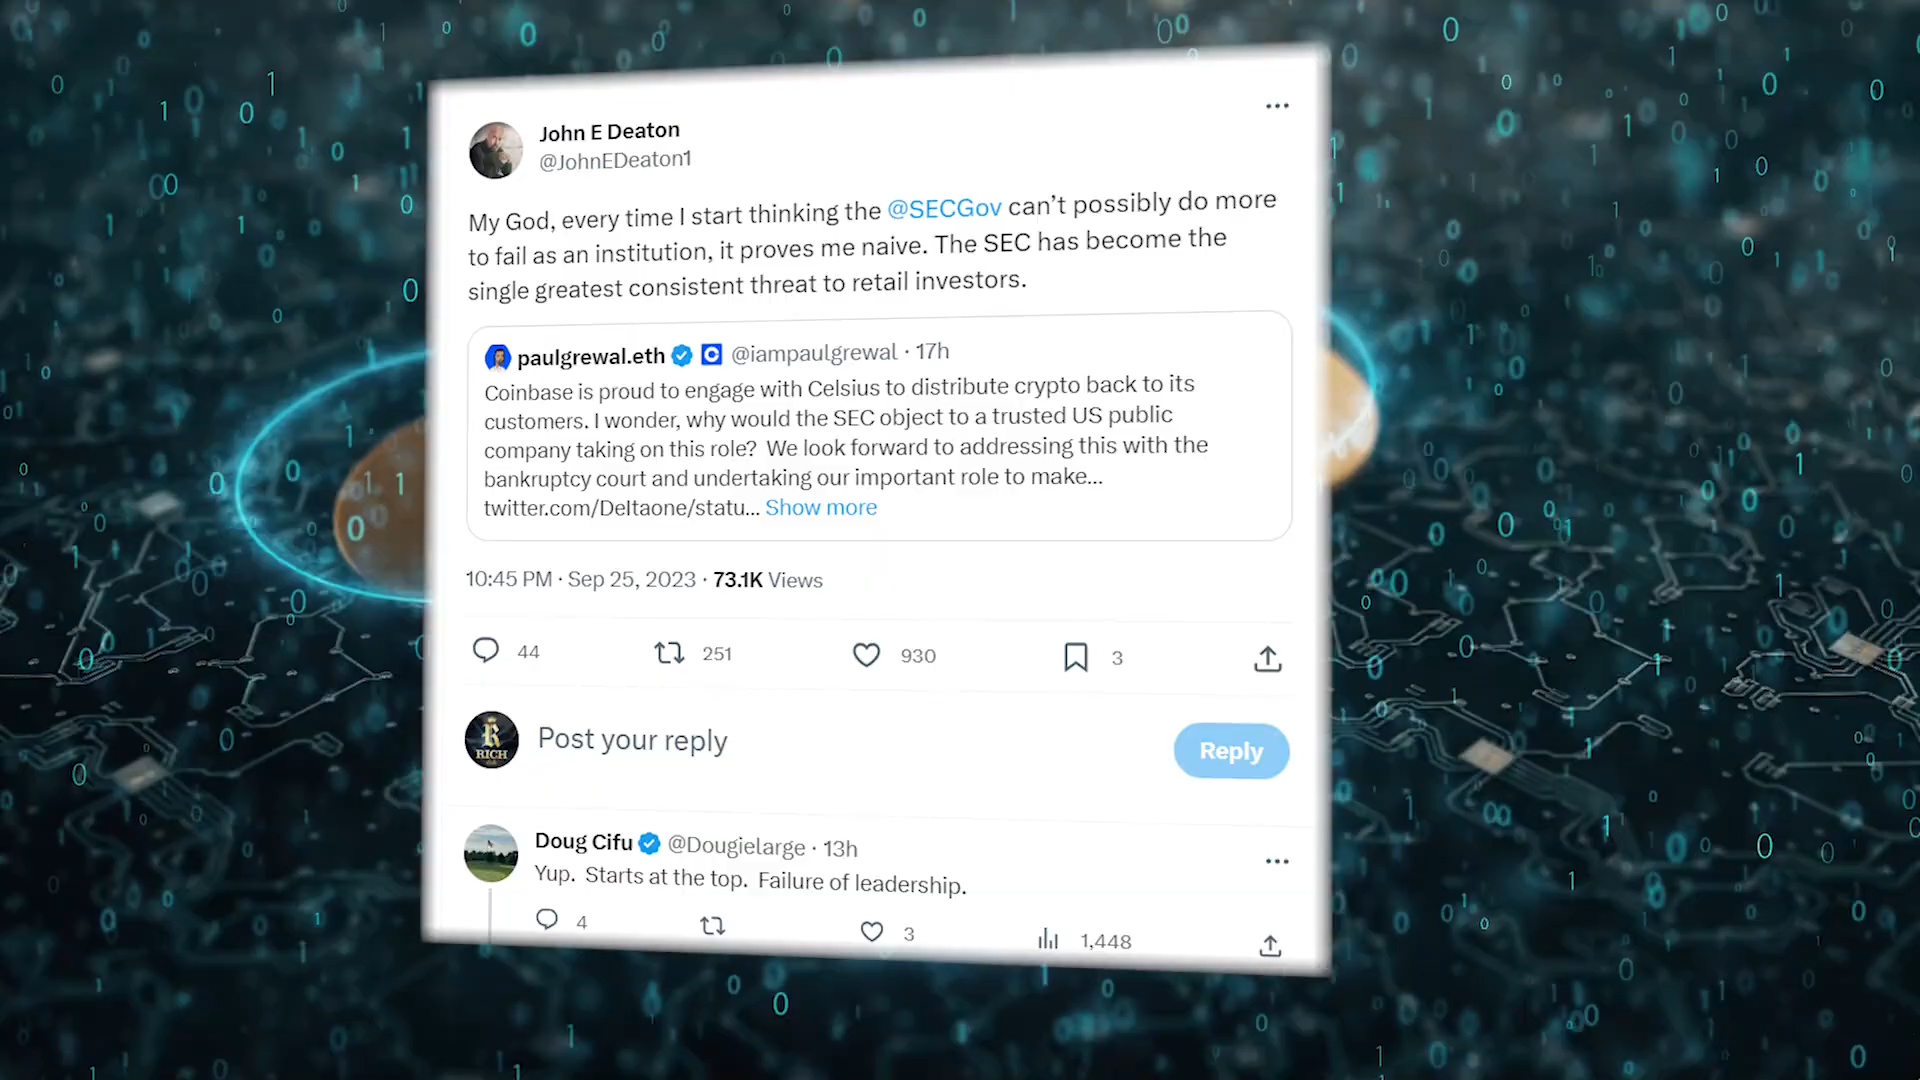 John E Deaton
@JohnEDeaton1
My God, every time I start thinking the @SECGov can't possibly do more
to fail as an institution, it proves me naive. The SEC has become the
single greatest consistent threat to retail investors.
paulgrewal.eth @iampaulgrewal · 17h
Coinbase is proud to engage with Celsius to distribute crypto back to its
customers. I wonder, why would the SEC object to a trusted US public
company taking on this role?  We look forward to addressing this with the
bankruptcy court and undertaking our important role to make...
twitter.com/DeItaone/statu... Show more
10:45 PM · Sep 25, 2023 · 73.1K Views
44 251 930 3
R
RICH
Post your reply
Reply
Doug Cifu @Dougielarge · 13h
Yup.  Starts at the top.  Failure of leadership.
4 3 1,448